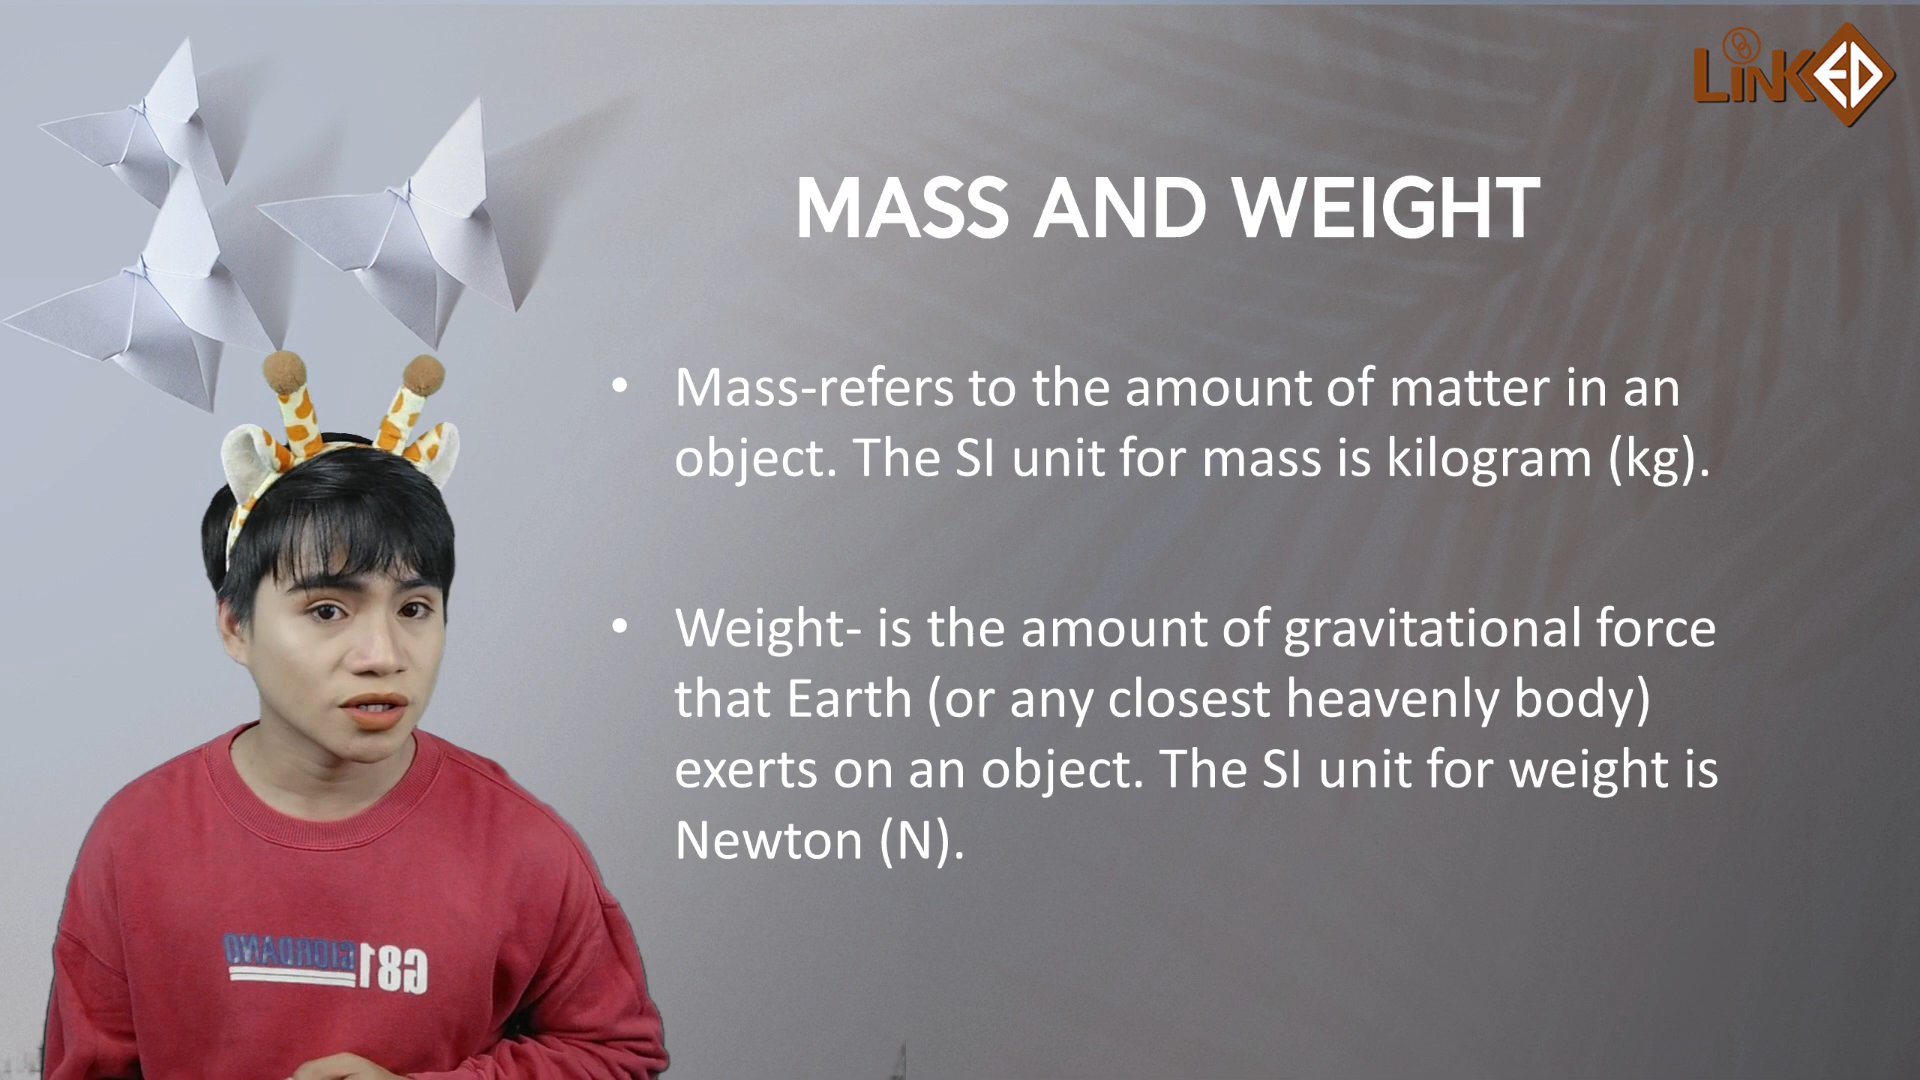 LINKED
MASS AND WEIGHT
• Mass-refers to the amount of matter in an
object. The SI unit for mass is kilogram (kg).
• Weight- is the amount of gravitational force
that Earth (or any closest heavenly body)
exerts on an object. The SI unit for weight is
Newton (N).
G81 GIORDANO